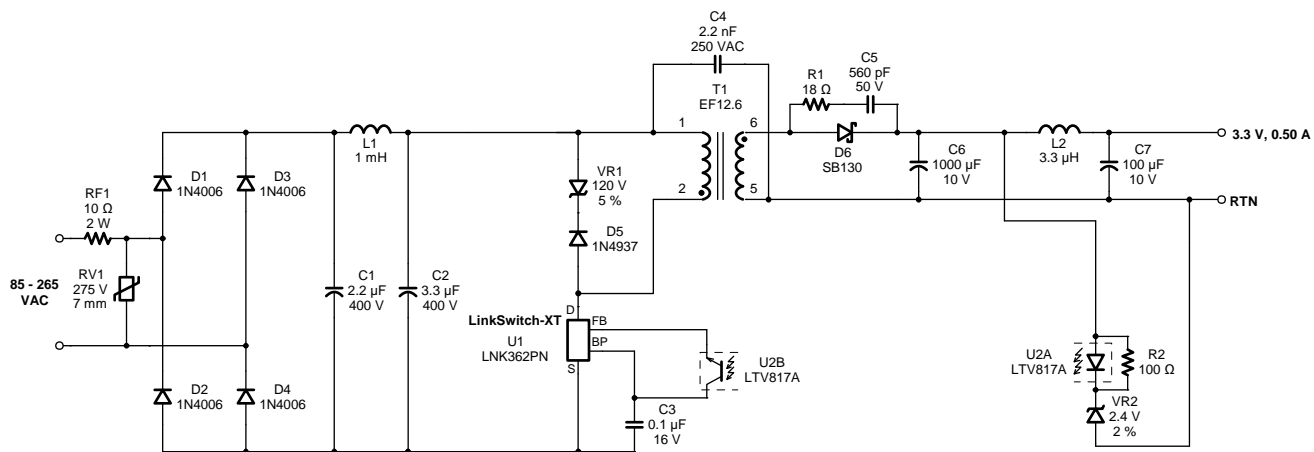 C4
2.2 nF
250 VAC
C5
560 pF
50 V
R1
18 Ω
T1
EF12.6
1
6
3.3 V, 0.50 A
L1
1 mH
D6
SB130
C6
1000 µF
10 V
L2
3.3 µH
C7
100 µF
10 V
D1
1N4006
D3
1N4006
VR1
120 V
5 %
2
5
RTN
RF1
10 Ω
2 W
D5
1N4937
85 - 265
VAC
RV1
275 V
7 mm
C1
2.2 µF
400 V
C2
3.3 µF
400 V
LinkSwitch-XT
U1
LNK362PN
D
FB
BP
S
U2B
LTV817A
U2A
LTV817A
R2
100 Ω
D2
1N4006
D4
1N4006
C3
0.1 µF
16 V
VR2
2.4 V
2 %